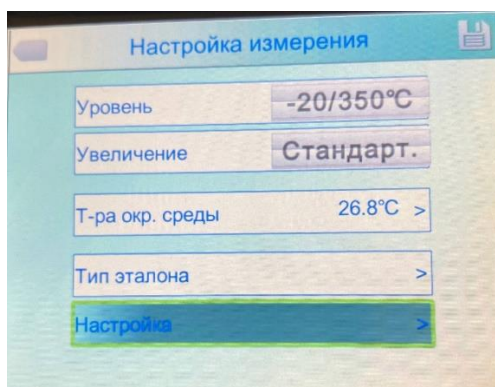 Настройка измерения
Уровень -20/350°C
Увеличение Стандарт.
Т-ра окр. среды 26.8°C >
Тип эталона >
Настройка >